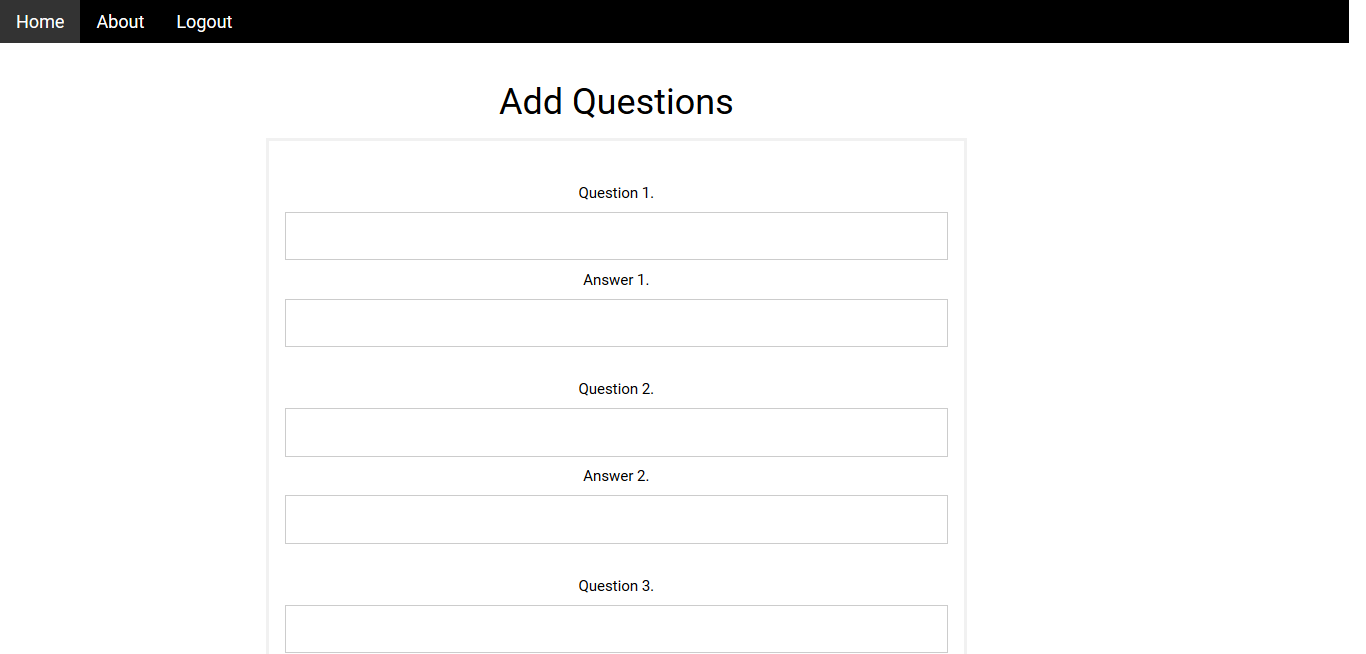 Home About Logout
Add Questions
Question 1.
Answer 1.
Question 2.
Answer 2.
Question 3.